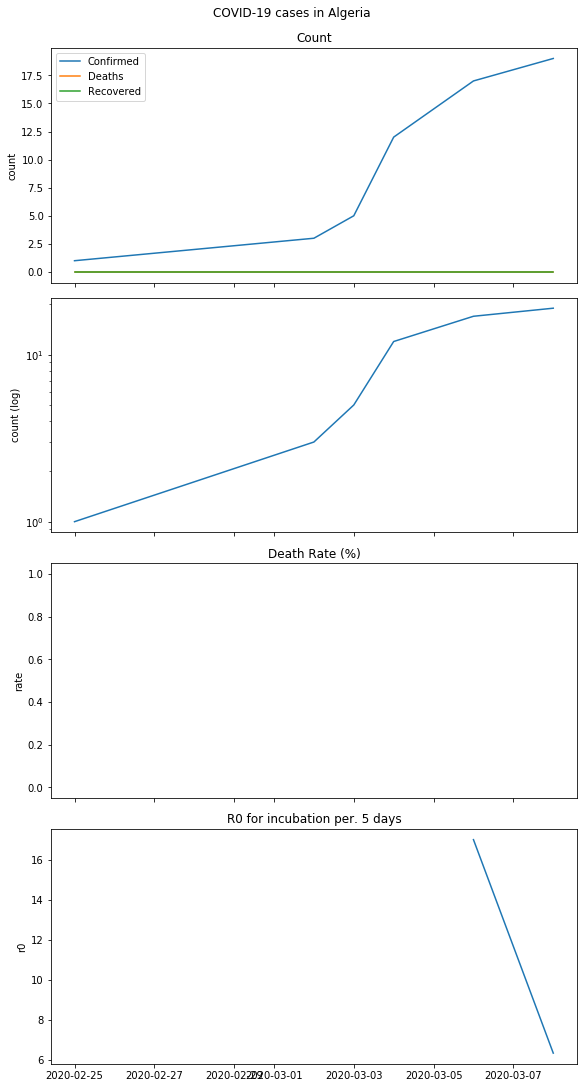 COVID-19 cases in Algeria
Count
Confirmed
Deaths
Recovered
17.5
15.0
12.5
10.0
7.5
5.0
2.5
0.0
count
10¹
10⁰
count (log)
Death Rate (%)
1.0
0.8
0.6
0.4
0.2
0.0
rate
R0 for incubation per. 5 days
16
14
12
10
8
6
r0
2020-02-25 2020-02-27 2020-02-29 2020-03-01 2020-03-03 2020-03-05 2020-03-07